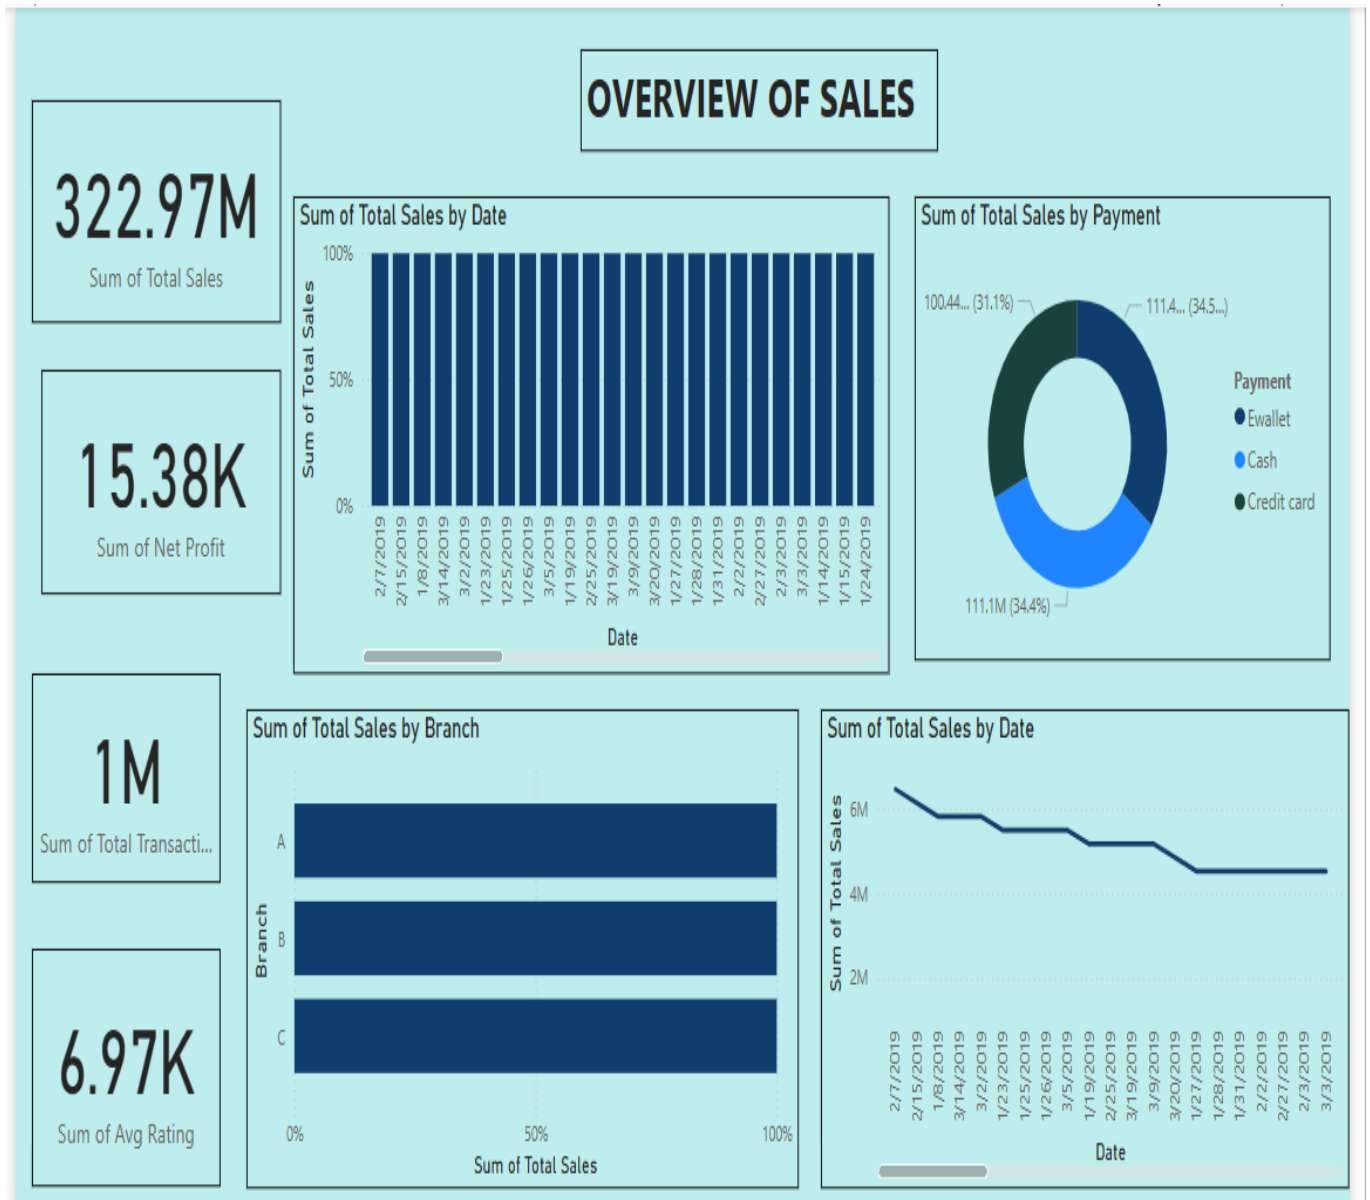 OVERVIEW OF SALES
322.97M
Sum of Total Sales
15.38K
Sum of Net Profit
1M
Sum of Total Transacti...
6.97K
Sum of Avg Rating
Sum of Total Sales by Date
Sum of Total Sales
100%
50%
0%
2/7/2019
2/15/2019
1/8/2019
3/14/2019
3/2/2019
1/23/2019
1/25/2019
1/26/2019
3/5/2019
1/19/2019
2/25/2019
3/19/2019
3/9/2019
3/20/2019
1/27/2019
1/28/2019
1/31/2019
2/2/2019
2/27/2019
2/3/2019
3/3/2019
1/14/2019
1/15/2019
1/24/2019
Date
Sum of Total Sales by Payment
100.44... (31.1%)
111.4... (34.5...)
111.1M (34.4%)
Payment
Ewallet
Cash
Credit card
Sum of Total Sales by Branch
Branch
A
B
C
0%
50%
100%
Sum of Total Sales
Sum of Total Sales by Date
Sum of Total Sales
6M
4M
2M
2/7/2019
2/15/2019
1/8/2019
3/14/2019
3/2/2019
1/23/2019
1/25/2019
1/26/2019
3/5/2019
1/19/2019
2/25/2019
3/19/2019
3/9/2019
3/20/2019
1/27/2019
1/28/2019
1/31/2019
2/2/2019
2/27/2019
2/3/2019
3/3/2019
Date